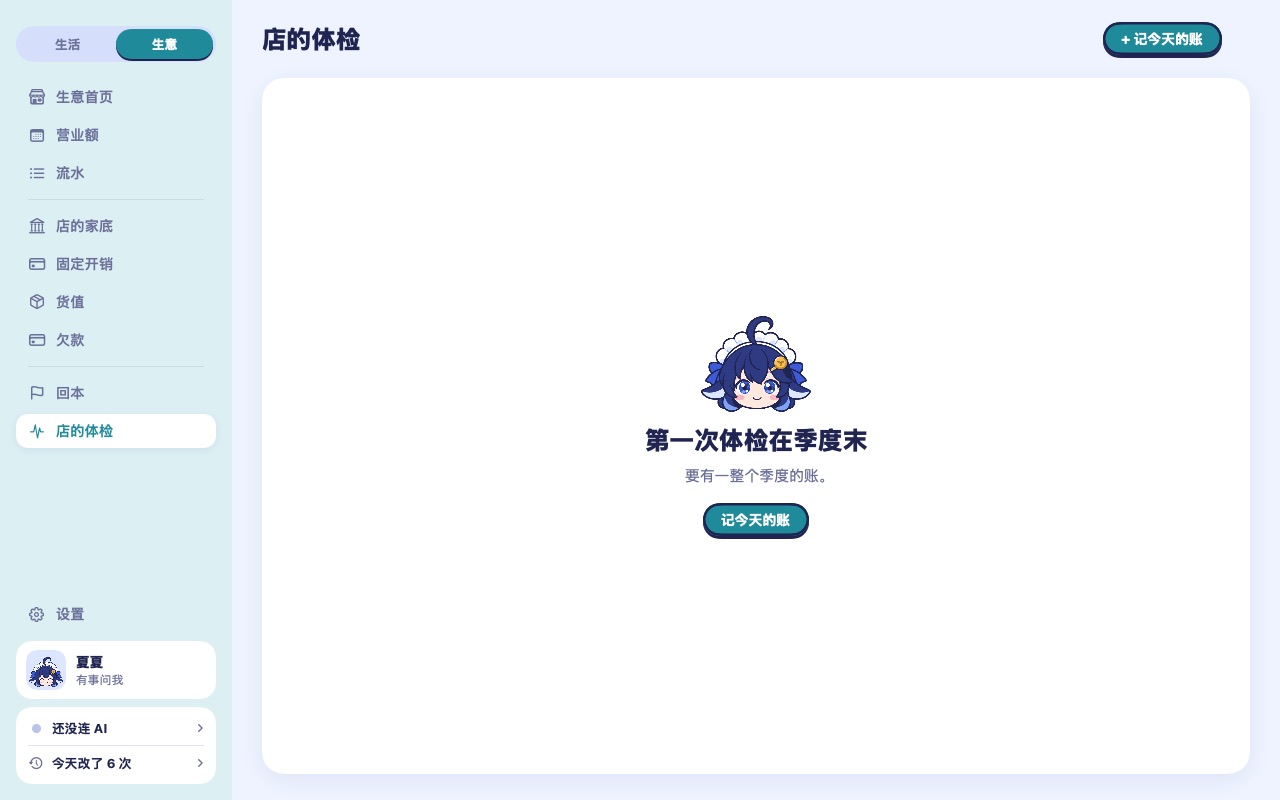 生活
生意
生意首页
营业额
流水
店的家底
固定开销
货值
欠款
回本
店的体检
设置
夏夏
有事问我
还没连 AI
今天改了 6 次
店的体检
+ 记今天的账
第一次体检在季度末
要有一整个季度的账。
记今天的账